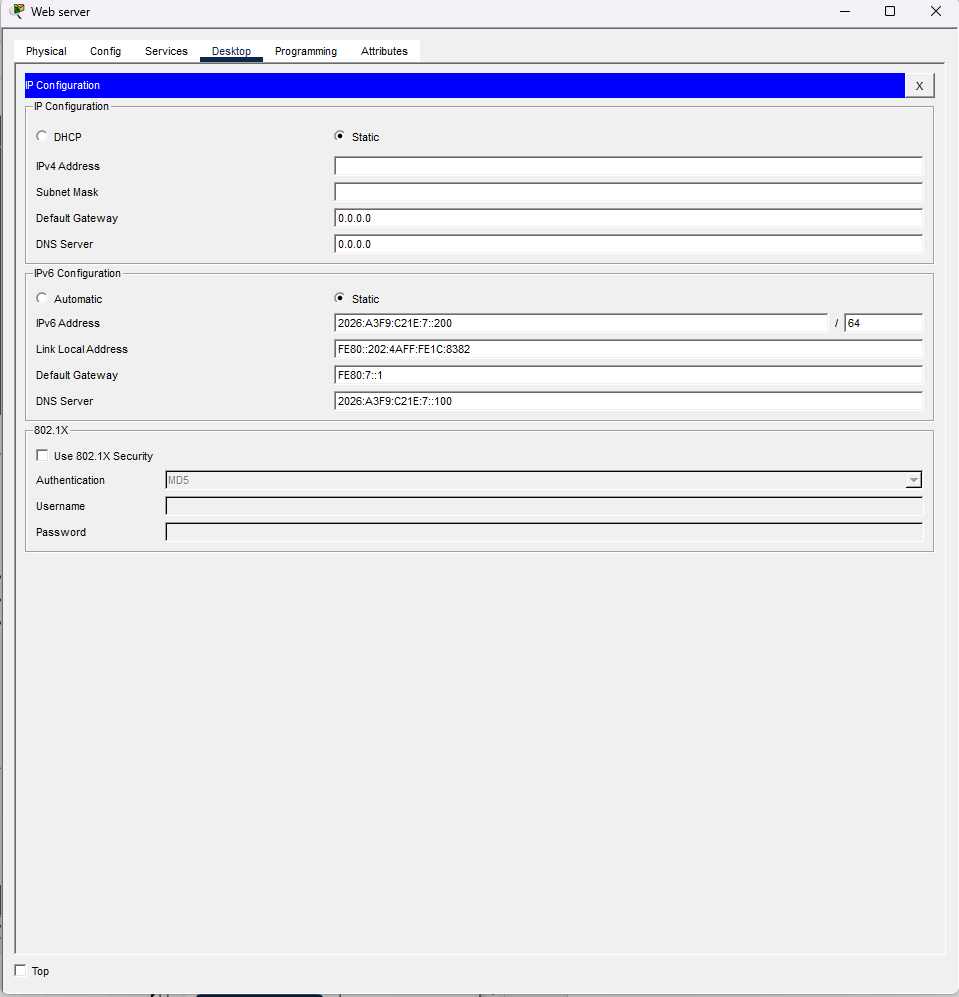 Web server
Physical Config Services Desktop Programming Attributes
IP Configuration X
IP Configuration
DHCP Static
IPv4 Address
Subnet Mask
Default Gateway 0.0.0.0
DNS Server 0.0.0.0
IPv6 Configuration
Automatic Static
IPv6 Address 2026:A3F9:C21E:7::200 / 64
Link Local Address FE80::202:4AFF:FE1C:8382
Default Gateway FE80:7::1
DNS Server 2026:A3F9:C21E:7::100
802.1X
Use 802.1X Security
Authentication MD5
Username
Password
Top